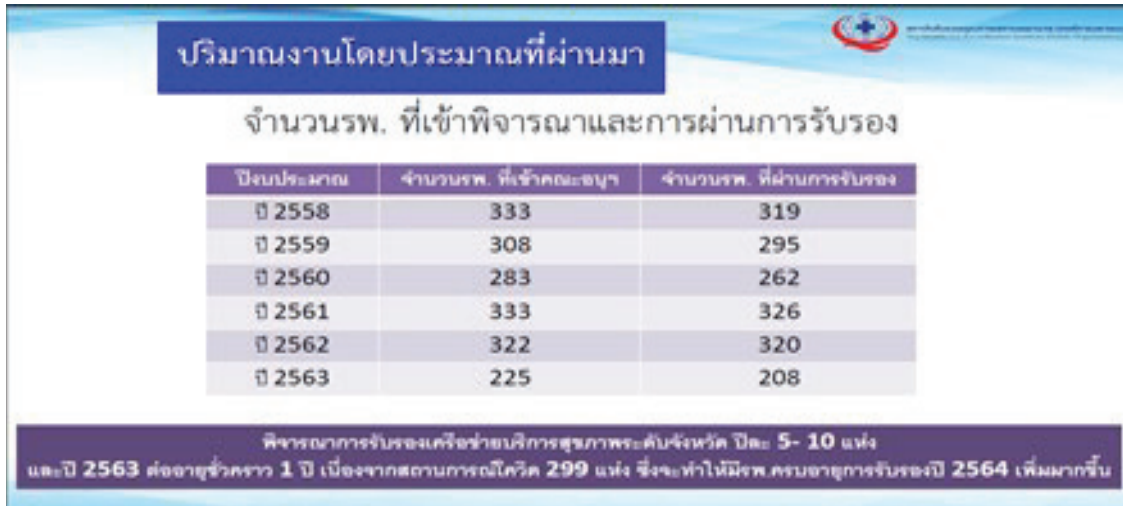 ปริมาณงานโดยประมาณที่ผ่านมา
จำนวนรพ. ที่เข้าพิจารณาและการผ่านการรับรอง
ปีงบประมาณ จำนวนรพ. ที่เข้าคณะอนุฯ จำนวนรพ. ที่ผ่านการรับรอง
ปี 2558 333 319
ปี 2559 308 295
ปี 2560 283 262
ปี 2561 333 326
ปี 2562 322 320
ปี 2563 225 208
พิจารณาการรับรองเครือข่ายบริการสุขภาพระดับจังหวัด ปีละ 5- 10 แห่ง
และปี 2563 ต่ออายุชั่วคราว 1 ปี เนื่องจากสถานการณ์โควิด 299 แห่ง ซึ่งจะทำให้มีรพ.ครบอายุการรับรองปี 2564 เพิ่มมากขึ้น